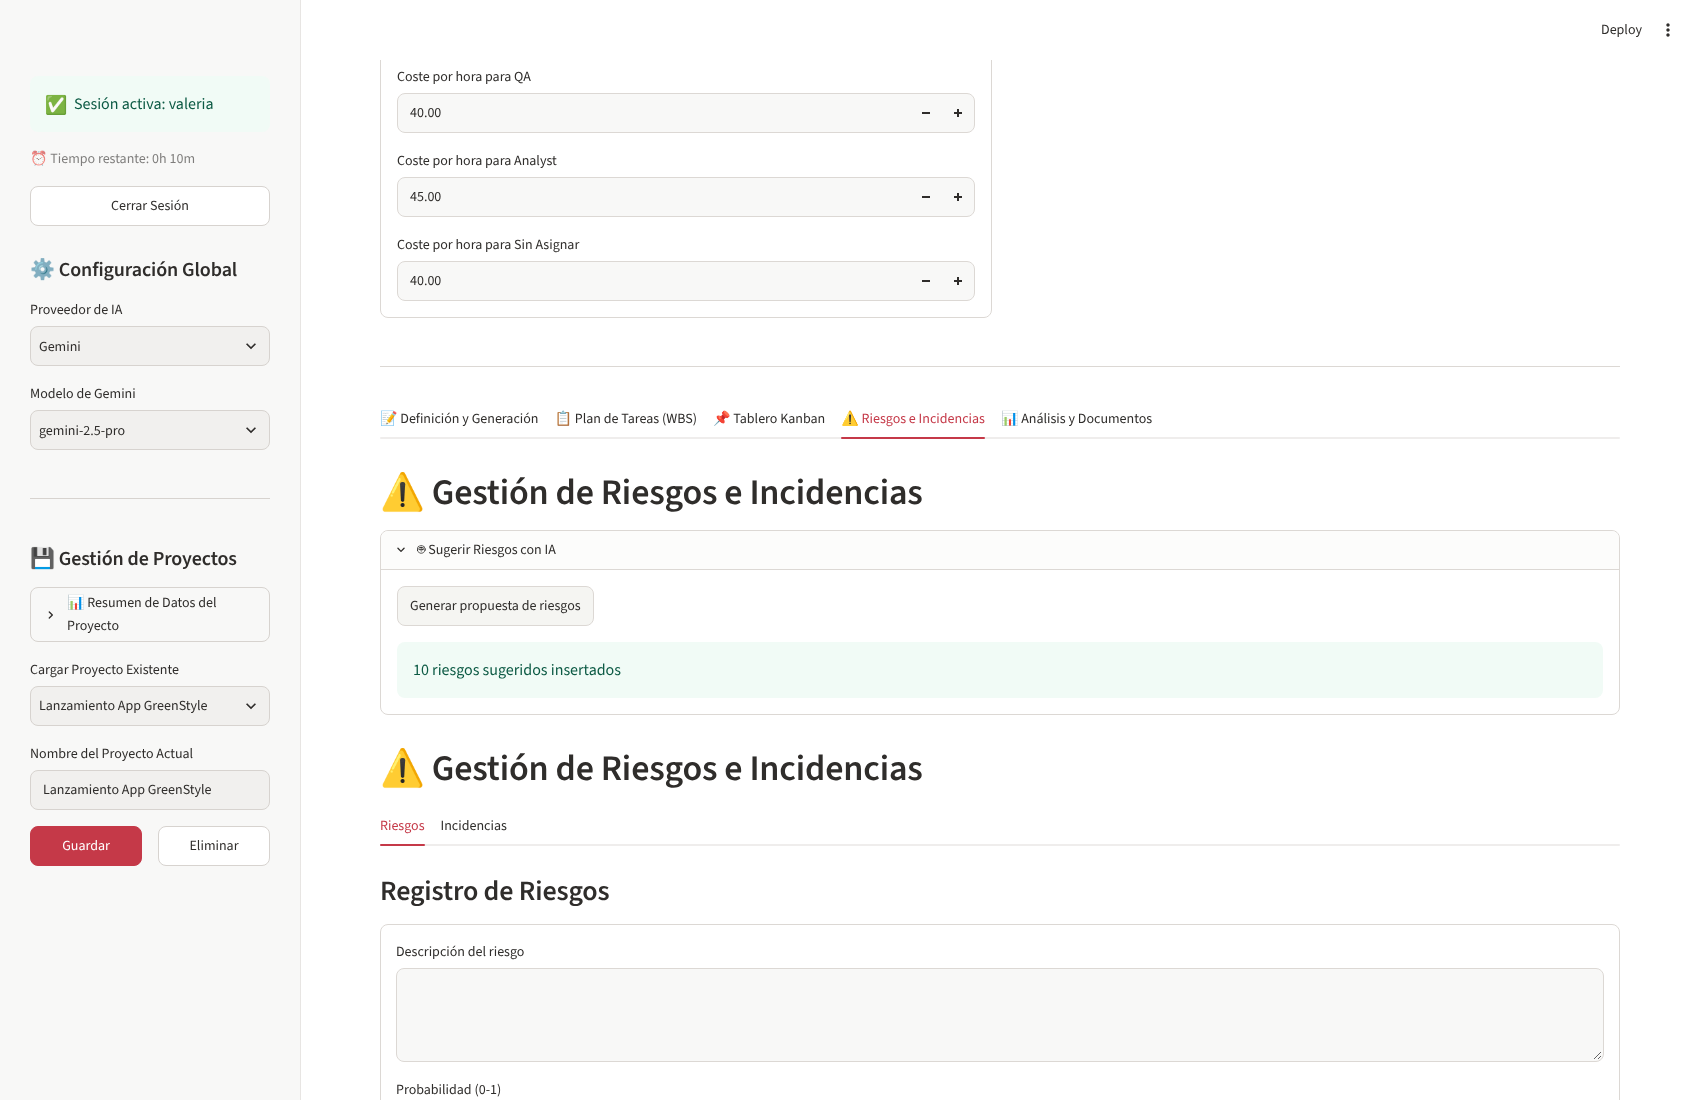 Deploy
✅ Sesión activa: valeria
⏰ Tiempo restante: 0h 10m
Cerrar Sesión
⚙️ Configuración Global
Proveedor de IA
Gemini
Modelo de Gemini
gemini-2.5-pro
💾 Gestión de Proyectos
📊 Resumen de Datos del
Proyecto
Cargar Proyecto Existente
Lanzamiento App GreenStyle
Nombre del Proyecto Actual
Lanzamiento App GreenStyle
Guardar
Eliminar
Coste por hora para QA
40.00
Coste por hora para Analyst
45.00
Coste por hora para Sin Asignar
40.00
📝 Definición y Generación
📋 Plan de Tareas (WBS)
📌 Tablero Kanban
⚠️ Riesgos e Incidencias
📊 Análisis y Documentos
⚠️ Gestión de Riesgos e Incidencias
Sugerir Riesgos con IA
Generar propuesta de riesgos
10 riesgos sugeridos insertados
⚠️ Gestión de Riesgos e Incidencias
Riesgos
Incidencias
Registro de Riesgos
Descripción del riesgo
Probabilidad (0-1)